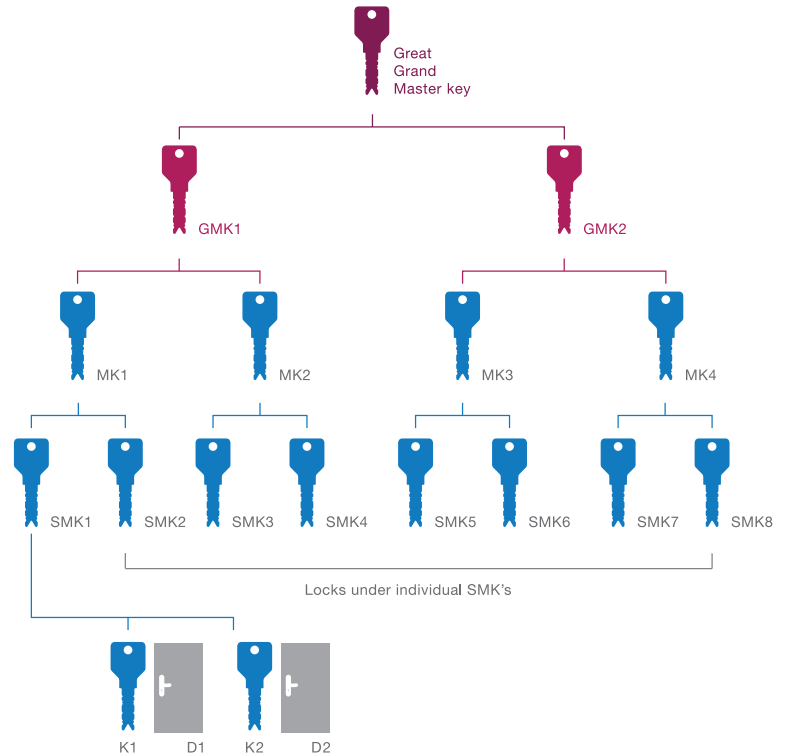 Great
Grand
Master key
GMK1
GMK2
MK1
MK2
MK3
MK4
SMK1
SMK2
SMK3
SMK4
SMK5
SMK6
SMK7
SMK8
Locks under individual SMK's
K1
D1
K2
D2